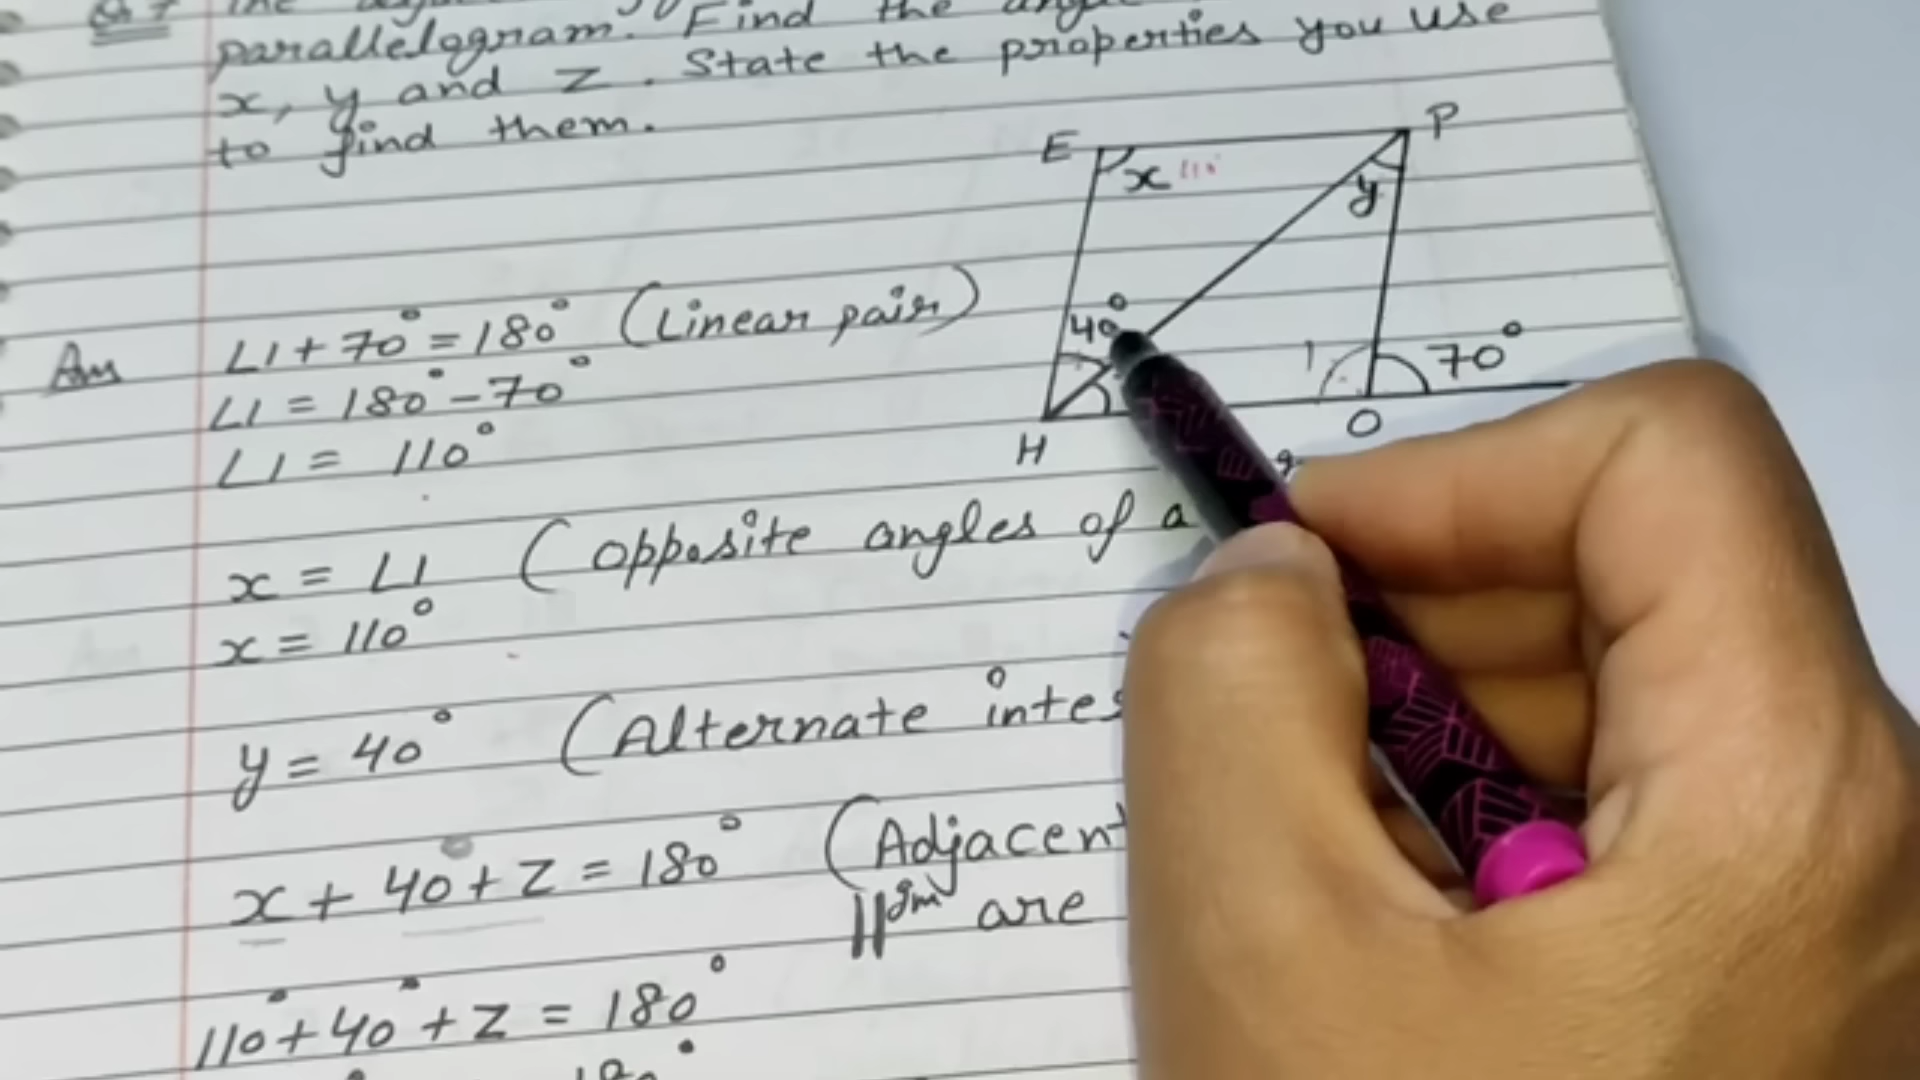 The
parallelogram. Find the
x, y and z. State the properties you use
to find them.
E
P
x 110°
y
40°
1
70°
H
O
Ans ∠1 + 70° = 180° (Linear pair)
∠1 = 180° - 70°
∠1 = 110°
x = ∠1 (opposite angles of a
x = 110°
y = 40° (Alternate
x + 40° + z = 180° (Adjacent
||gm are
110° + 40° + z = 180°